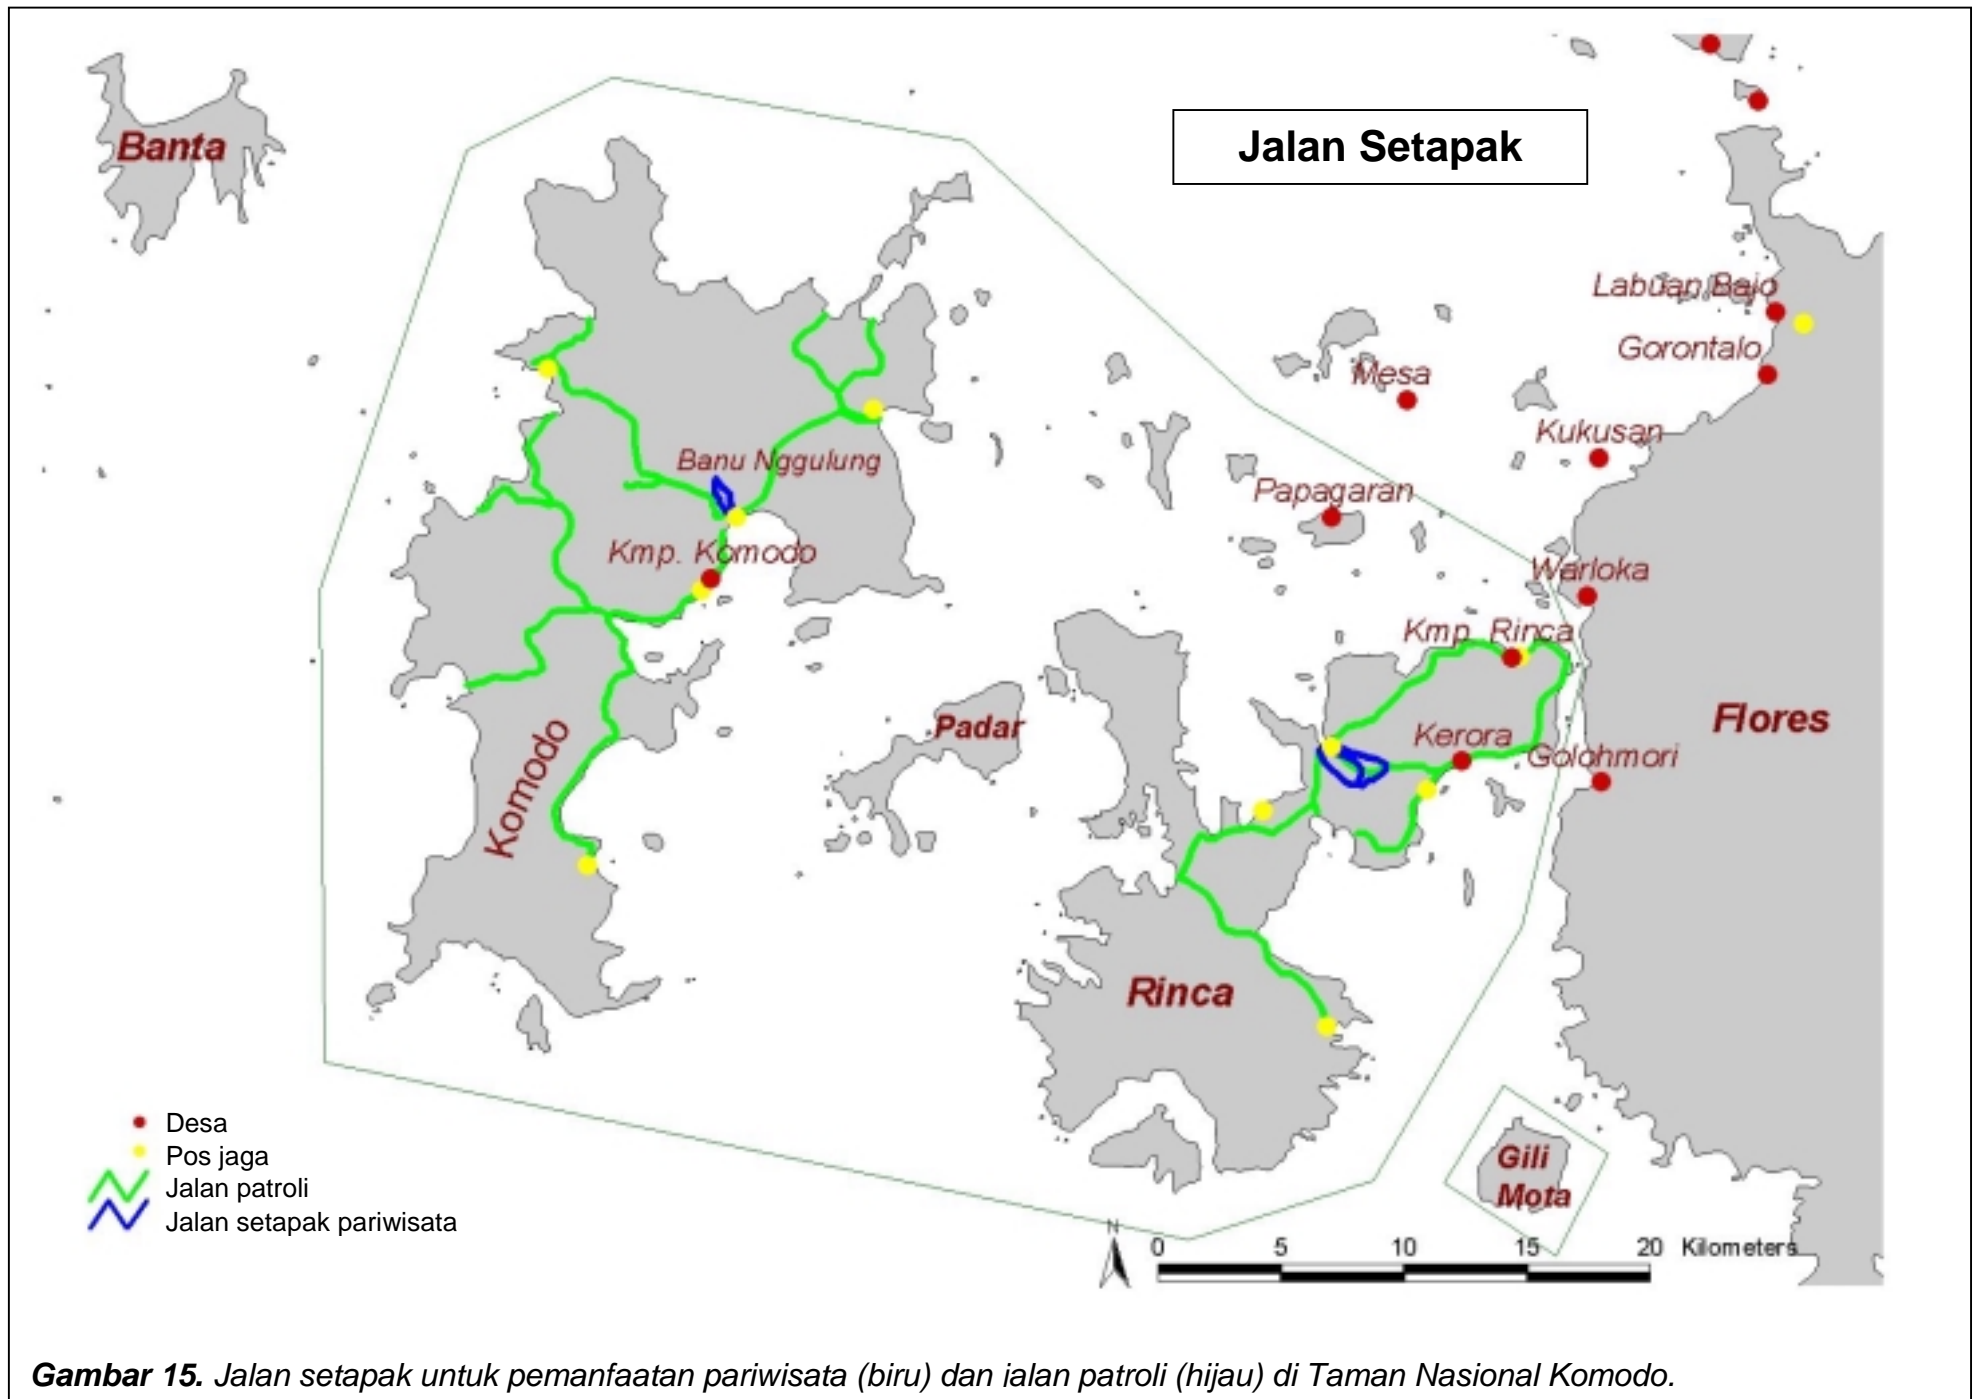 Jalan Setapak
Banta
Labuan Bajo
Gorontalo
Mesa
Kukusan
Banu Nggulung
Papagaran
Kmp. Komodo
Warloka
Kmp. Rinca
Padar
Kerora
Flores
Golohmori
Komodo
Rinca
Gili
Mota
Desa
Pos jaga
Jalan patroli
Jalan setapak pariwisata
N
0 5 10 15 20 Kilometers
Gambar 15. Jalan setapak untuk pemanfaatan pariwisata (biru) dan jalan patroli (hijau) di Taman Nasional Komodo.